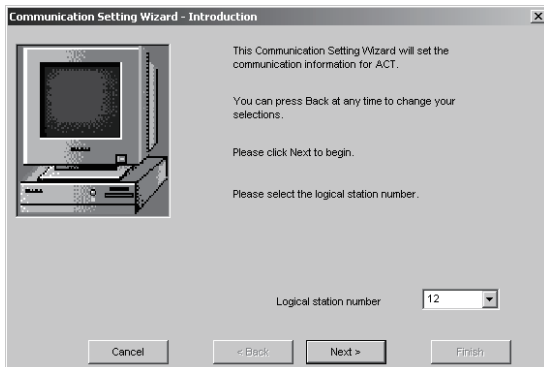 Communication Setting Wizard - Introduction
This Communication Setting Wizard will set the
communication information for ACT.
You can press Back at any time to change your
selections.
Please click Next to begin.
Please select the logical station number.
Logical station number 12
Cancel < Back Next > Finish